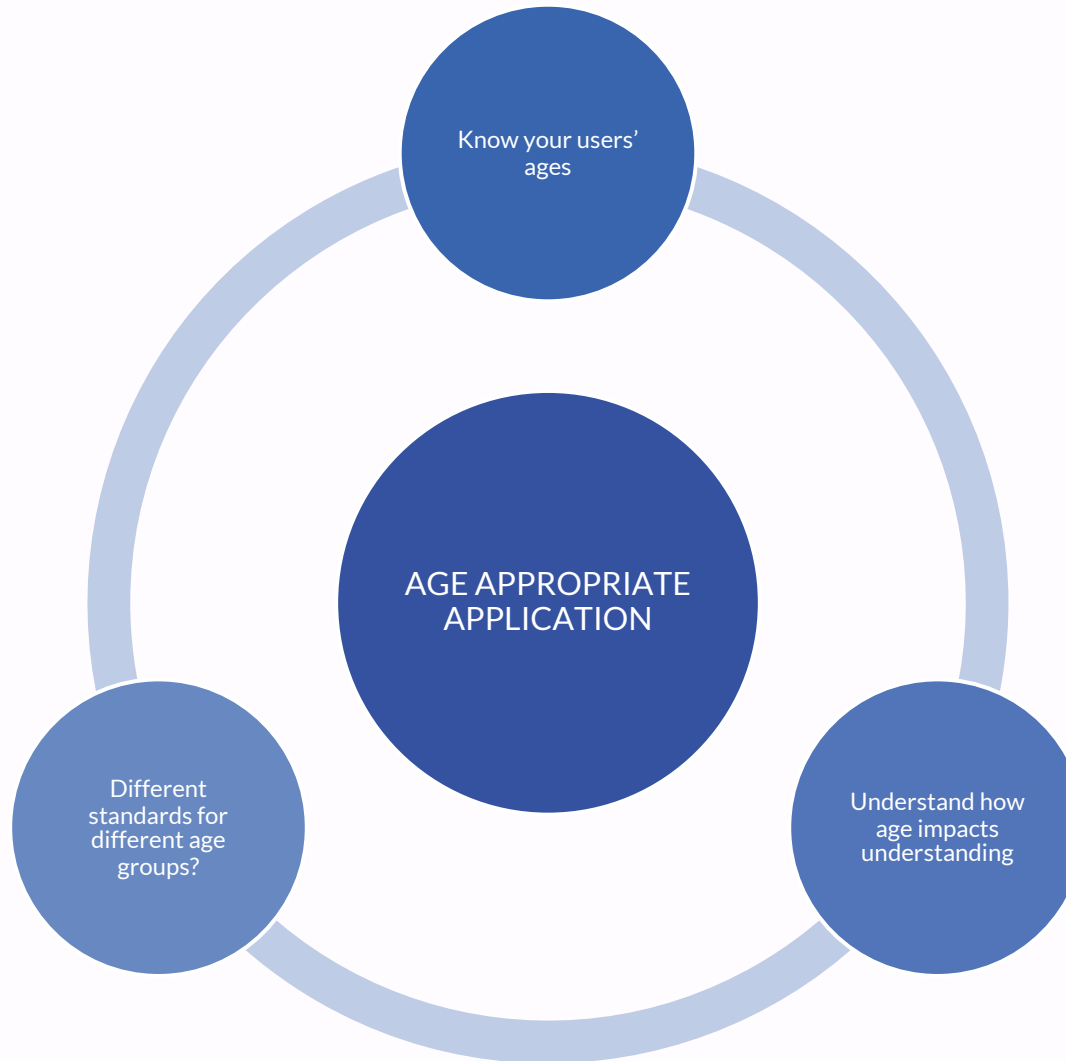 Know your users’
ages
AGE APPROPRIATE
APPLICATION
Different
standards for
different age
groups?
Understand how
age impacts
understanding